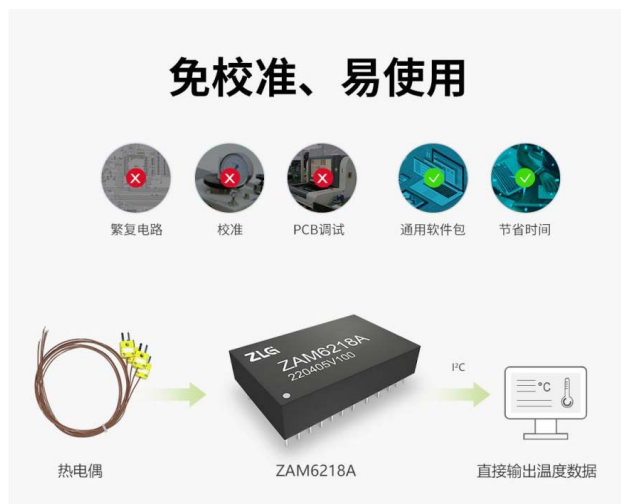 免校准、易使用
繁复电路
校准
PCB调试
通用软件包
节省时间
ZLG
ZAM6218A
220405V100
I²C
°C
热电偶
ZAM6218A
直接输出温度数据